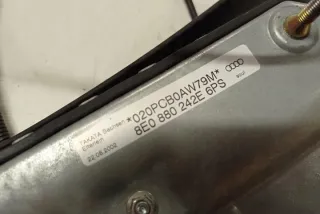 *020PCB0AW79M*
8E0 880 242E 6PS
TAKATA Sachsen
22.08.2002